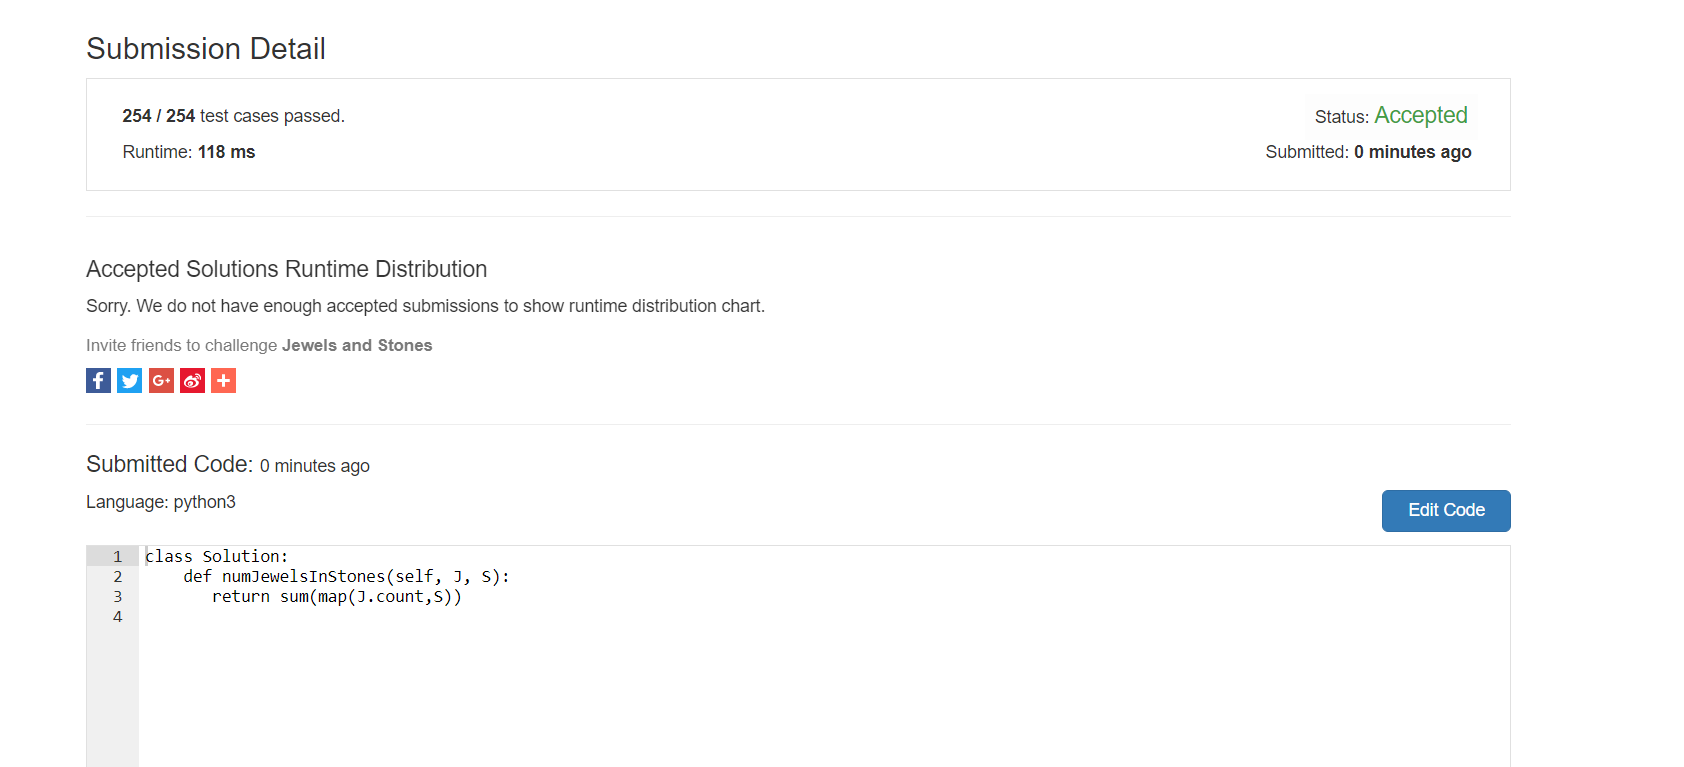 Submission Detail
254 / 254 test cases passed.
Status: Accepted
Runtime: 118 ms
Submitted: 0 minutes ago
Accepted Solutions Runtime Distribution
Sorry. We do not have enough accepted submissions to show runtime distribution chart.
Invite friends to challenge Jewels and Stones
G+
Submitted Code: 0 minutes ago
Language: python3
Edit Code
1 class Solution:
2     def numJewelsInStones(self, J, S):
3        return sum(map(J.count,S))
4